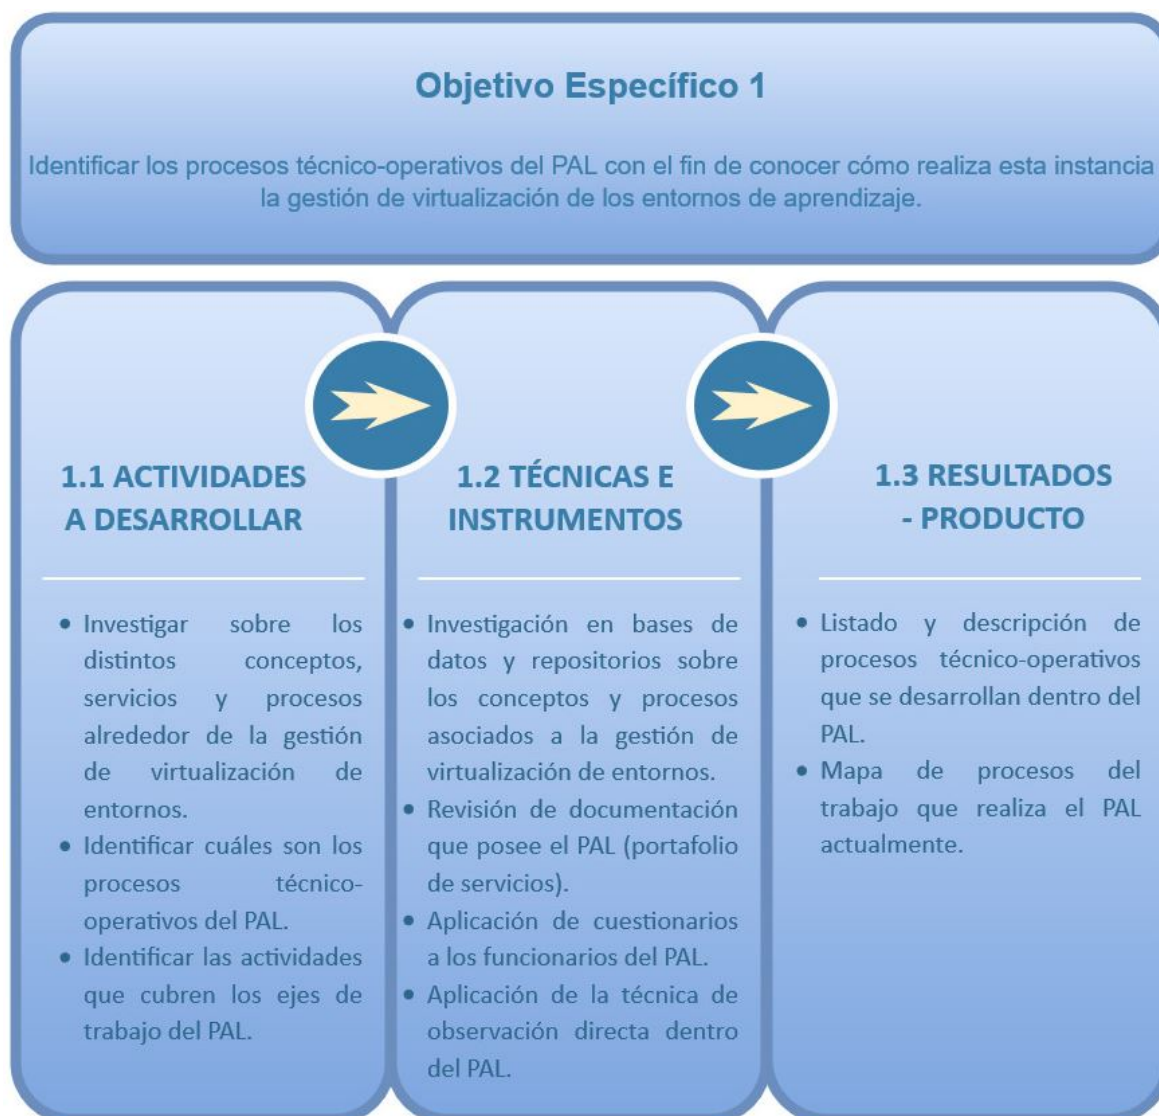 Objetivo Específico 1
Identificar los procesos técnico-operativos del PAL con el fin de conocer cómo realiza esta instancia
la gestión de virtualización de los entornos de aprendizaje.
1.1 ACTIVIDADES
A DESARROLLAR
• Investigar sobre los
distintos conceptos,
servicios y procesos
alrededor de la gestión
de virtualización de
entornos.
• Identificar cuáles son los
procesos técnico-
operativos del PAL.
• Identificar las actividades
que cubren los ejes de
trabajo del PAL.
1.2 TÉCNICAS E
INSTRUMENTOS
• Investigación en bases de
datos y repositorios sobre
los conceptos y procesos
asociados a la gestión de
virtualización de entornos.
• Revisión de documentación
que posee el PAL (portafolio
de servicios).
• Aplicación de cuestionarios
a los funcionarios del PAL.
• Aplicación de la técnica de
observación directa dentro
del PAL.
1.3 RESULTADOS
- PRODUCTO
• Listado y descripción de
procesos técnico-operativos
que se desarrollan dentro del
PAL.
• Mapa de procesos del
trabajo que realiza el PAL
actualmente.